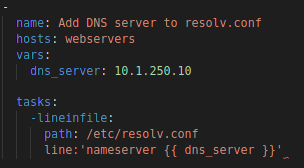 -
name: Add DNS server to resolv.conf
hosts: webservers
vars:
dns_server: 10.1.250.10
tasks:
-lineinfile:
path: /etc/resolv.conf
line:'nameserver {{ dns_server }}'